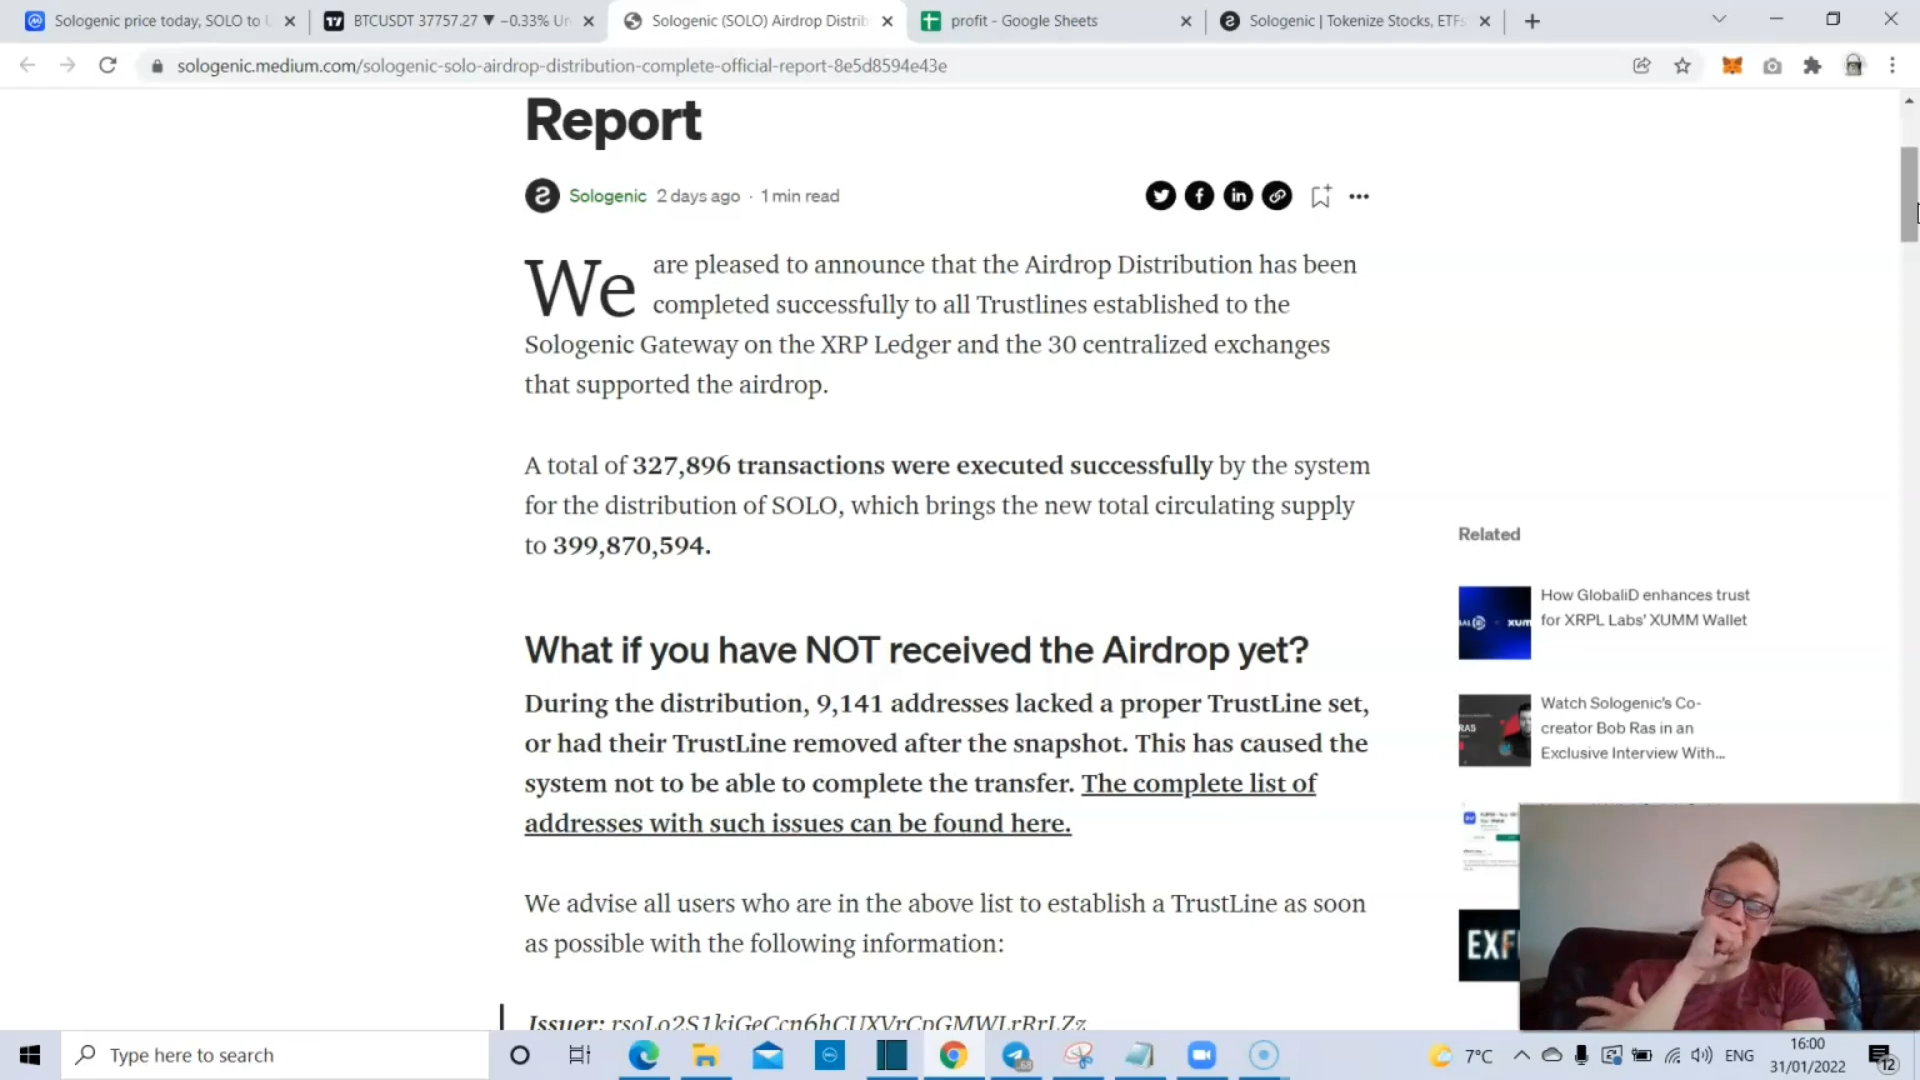 Sologenic price today, SOLO to U
BTCUSDT 37757.27 ▼ −0.33% Un
Sologenic (SOLO) Airdrop Distrib
profit - Google Sheets
Sologenic | Tokenize Stocks, ETFs
sologenic.medium.com/sologenic-solo-airdrop-distribution-complete-official-report-8e5d8594e43e
Report
Sologenic 2 days ago · 1 min read
We are pleased to announce that the Airdrop Distribution has been
completed successfully to all Trustlines established to the
Sologenic Gateway on the XRP Ledger and the 30 centralized exchanges
that supported the airdrop.
A total of 327,896 transactions were executed successfully by the system
for the distribution of SOLO, which brings the new total circulating supply
to 399,870,594.
What if you have NOT received the Airdrop yet?
During the distribution, 9,141 addresses lacked a proper TrustLine set,
or had their TrustLine removed after the snapshot. This has caused the
system not to be able to complete the transfer. The complete list of
addresses with such issues can be found here.
We advise all users who are in the above list to establish a TrustLine as soon
as possible with the following information:
Issuer: rsoLo2S1kiGeCcn6hCUXVrCpGMWLrRrLZz
Related
How GlobaliD enhances trust
for XRPL Labs' XUMM Wallet
Watch Sologenic's Co-
creator Bob Ras in an
Exclusive Interview With...
EXF
Type here to search
7°C
ENG
16:00
31/01/2022
12